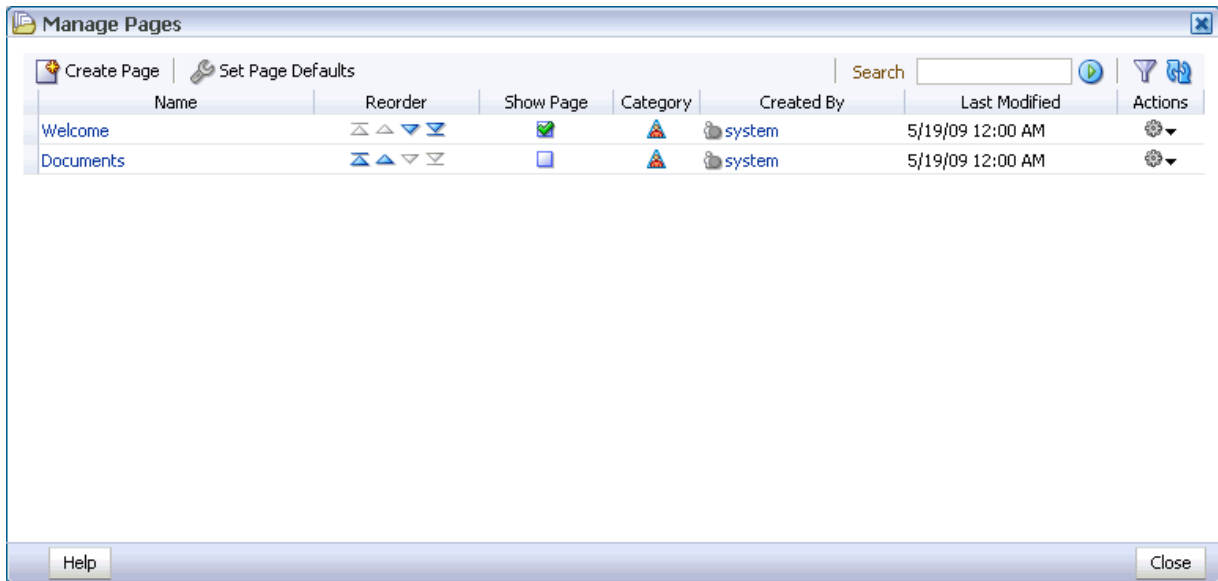 Manage Pages
Create Page Set Page Defaults Search
Name Reorder Show Page Category Created By Last Modified Actions
Welcome system 5/19/09 12:00 AM
Documents system 5/19/09 12:00 AM
Help Close